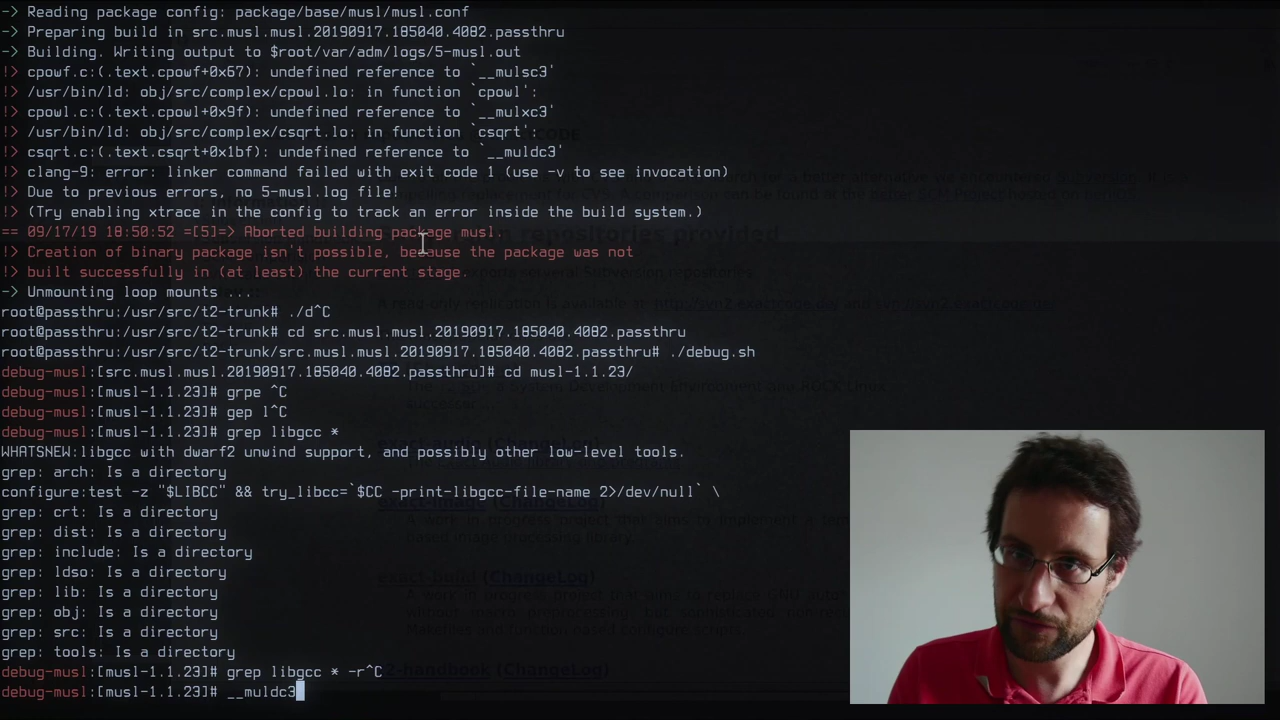 -> Reading package config: package/base/musl/musl.conf
-> Preparing build in src.musl.musl.20190917.185040.4082.passthru
-> Building. Writing output to $root/var/adm/logs/5-musl.out
!> cpowf.c:(.text.cpowf+0x67): undefined reference to `__mulsc3'
!> /usr/bin/ld: obj/src/complex/cpowl.lo: in function `cpowl':
!> cpowl.c:(.text.cpowl+0x9f): undefined reference to `__mulxc3'
!> /usr/bin/ld: obj/src/complex/csqrt.lo: in function `csqrt':
!> csqrt.c:(.text.csqrt+0x1bf): undefined reference to `__muldc3'
!> clang-9: error: linker command failed with exit code 1 (use -v to see invocation)
!> Due to previous errors, no 5-musl.log file!
!> (Try enabling xtrace in the config to track an error inside the build system.)
== 09/17/19 18:50:52 =[5]=> Aborted building package musl.
!> Creation of binary package isn't possible, because the package was not
!> built successfully in (at least) the current stage.
-> Unmounting loop mounts ...
root@passthru:/usr/src/t2-trunk# ./d^C
root@passthru:/usr/src/t2-trunk# cd src.musl.musl.20190917.185040.4082.passthru
root@passthru:/usr/src/t2-trunk/src.musl.musl.20190917.185040.4082.passthru# ./debug.sh
debug-musl:[src.musl.musl.20190917.185040.4082.passthru]# cd musl-1.1.23/
debug-musl:[musl-1.1.23]# grpe ^C
debug-musl:[musl-1.1.23]# gep l^C
debug-musl:[musl-1.1.23]# grep libgcc *
WHATSNEW:libgcc with dwarf2 unwind support, and possibly other low-level tools.
grep: arch: Is a directory
configure:test -z "$LIBCC" && try_libcc=`$CC -print-libgcc-file-name 2>/dev/null` \
grep: crt: Is a directory
grep: dist: Is a directory
grep: include: Is a directory
grep: ldso: Is a directory
grep: lib: Is a directory
grep: obj: Is a directory
grep: src: Is a directory
grep: tools: Is a directory
debug-musl:[musl-1.1.23]# grep libgcc * -r^C
debug-musl:[musl-1.1.23]# __muldc3